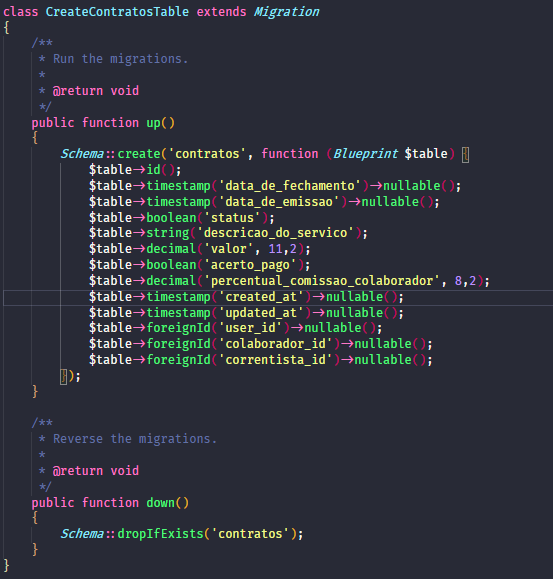 class CreateContratosTable extends Migration
{
    /**
     * Run the migrations.
     *
     * @return void
     */
    public function up()
    {
        Schema::create('contratos', function (Blueprint $table) {
            $table->id();
            $table->timestamp('data_de_fechamento')->nullable();
            $table->timestamp('data_de_emissao')->nullable();
            $table->boolean('status');
            $table->string('descricao_do_servico');
            $table->decimal('valor', 11,2);
            $table->boolean('acerto_pago');
            $table->decimal('percentual_comissao_colaborador', 8,2);
            $table->timestamp('created_at')->nullable();
            $table->timestamp('updated_at')->nullable();
            $table->foreignId('user_id')->nullable();
            $table->foreignId('colaborador_id')->nullable();
            $table->foreignId('correntista_id')->nullable();
        });
    }

    /**
     * Reverse the migrations.
     *
     * @return void
     */
    public function down()
    {
        Schema::dropIfExists('contratos');
    }
}